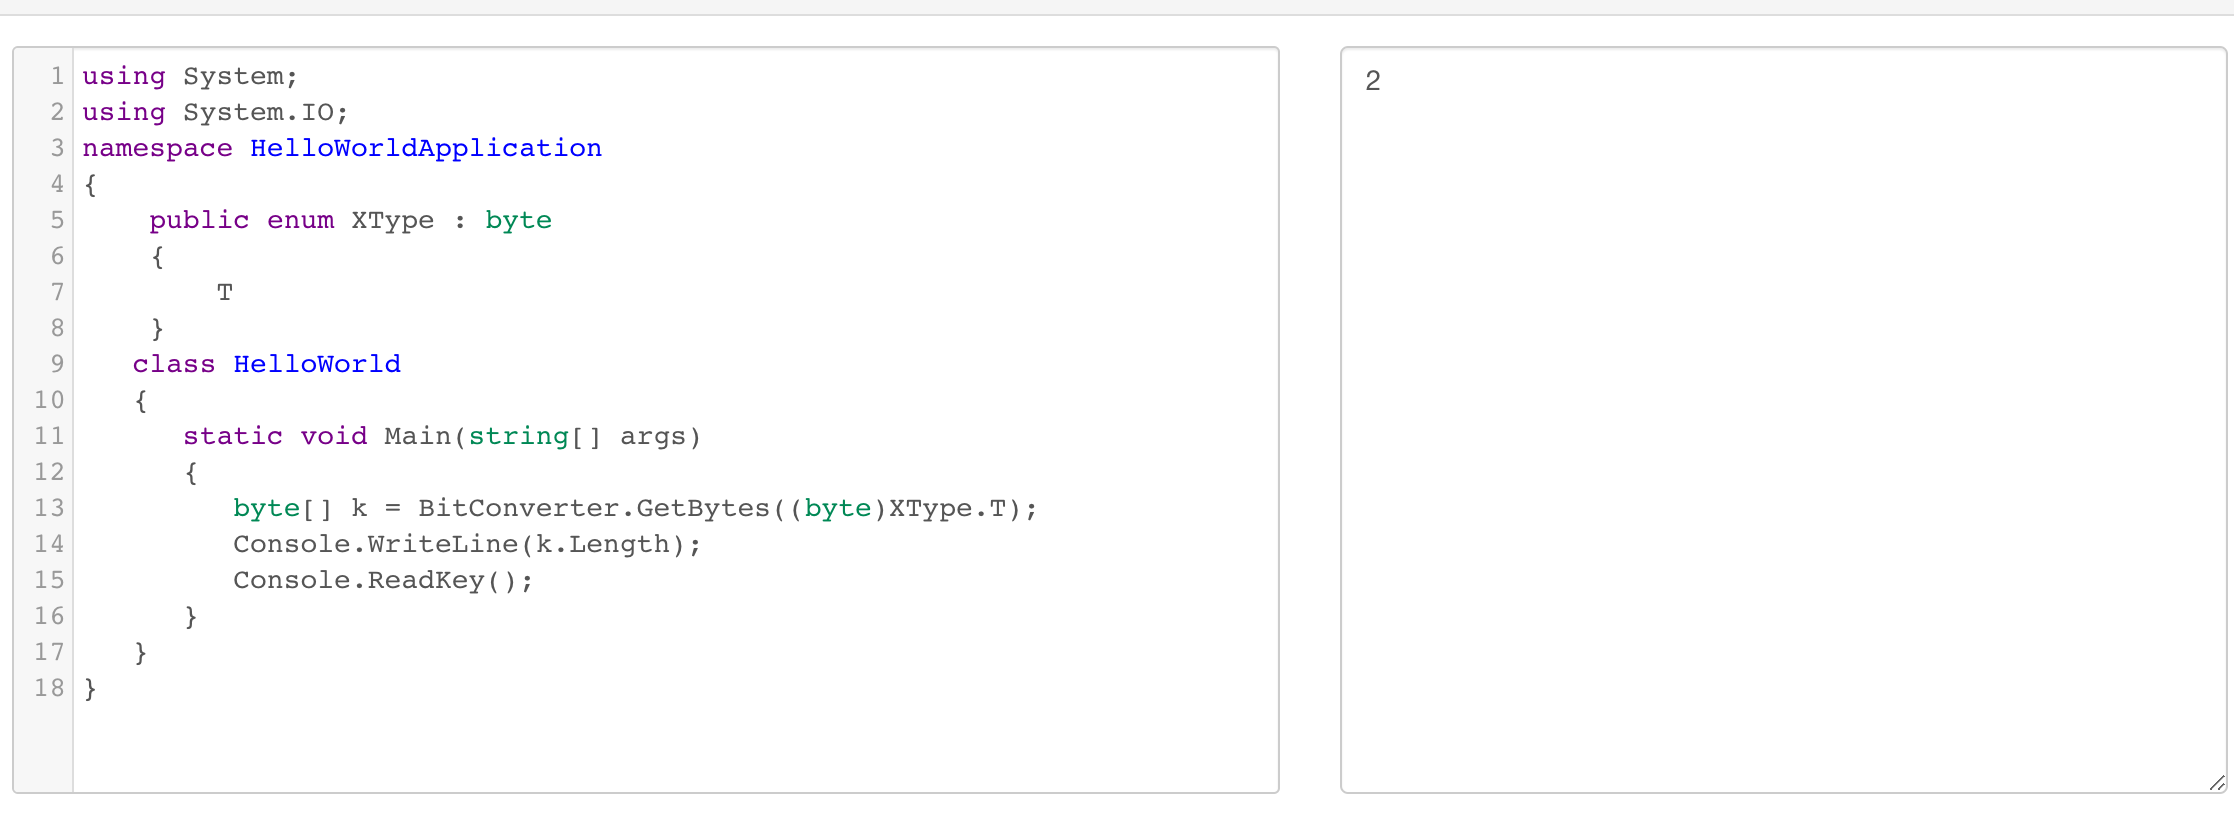 1 using System;
2 using System.IO;
3 namespace HelloWorldApplication
4 {
5     public enum XType : byte
6     {
7         T
8     }
9    class HelloWorld
10    {
11       static void Main(string[] args)
12       {
13          byte[] k = BitConverter.GetBytes((byte)XType.T);
14          Console.WriteLine(k.Length);
15          Console.ReadKey();
16       }
17    }
18 }
2